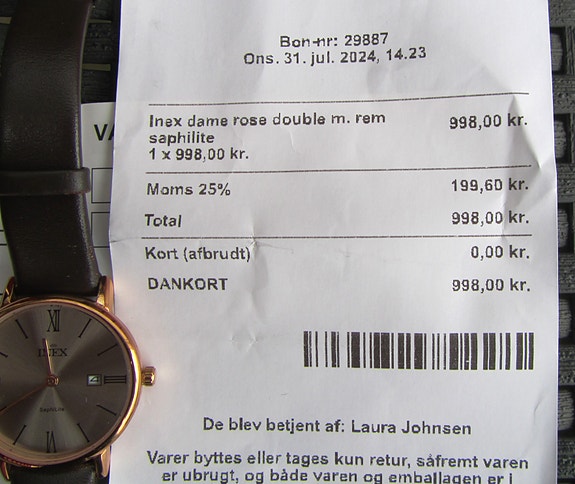 Bon-nr: 29887
Ons. 31. jul. 2024, 14.23
Inex dame rose double m. rem 998,00 kr.
saphilite
1 x 998,00 kr.
Moms 25% 199,60 kr.
Total 998,00 kr.
Kort (afbrudt) 0,00 kr.
DANKORT 998,00 kr.
De blev betjent af: Laura Johnsen
Varer byttes eller tages kun retur, såfremt varen
er ubrugt, og både varen og emballagen er i
XII
INEX
SaphiLite
VI